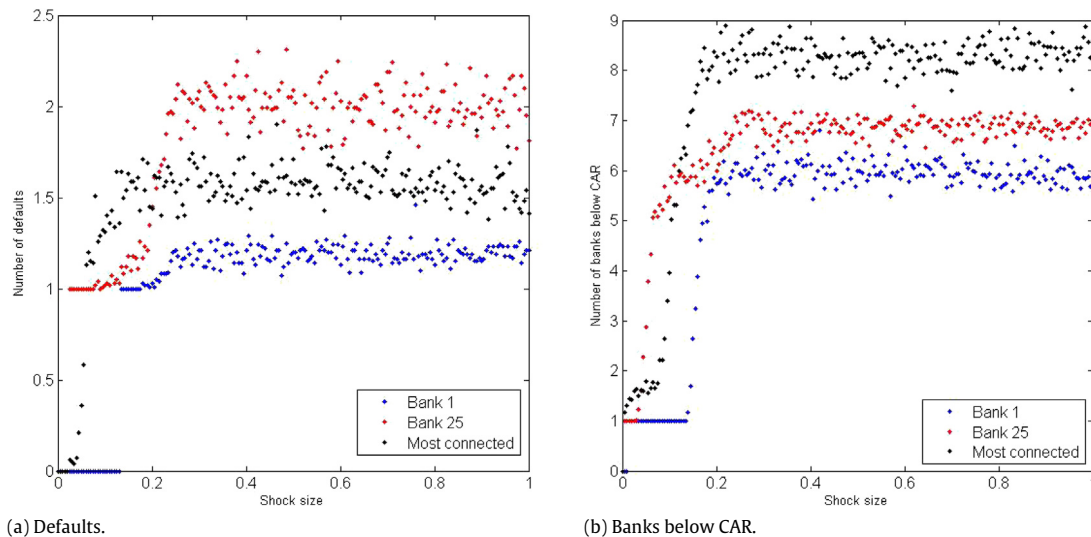 2.5
2
1.5
1
0.5
0
Number of defaults
0 0.2 0.4 0.6 0.8 1
Shock size
Bank 1
Bank 25
Most connected
(a) Defaults.
9
8
7
6
5
4
3
2
1
0
Number of banks below CAR
0 0.2 0.4 0.6 0.8 1
Shock size
Bank 1
Bank 25
Most connected
(b) Banks below CAR.